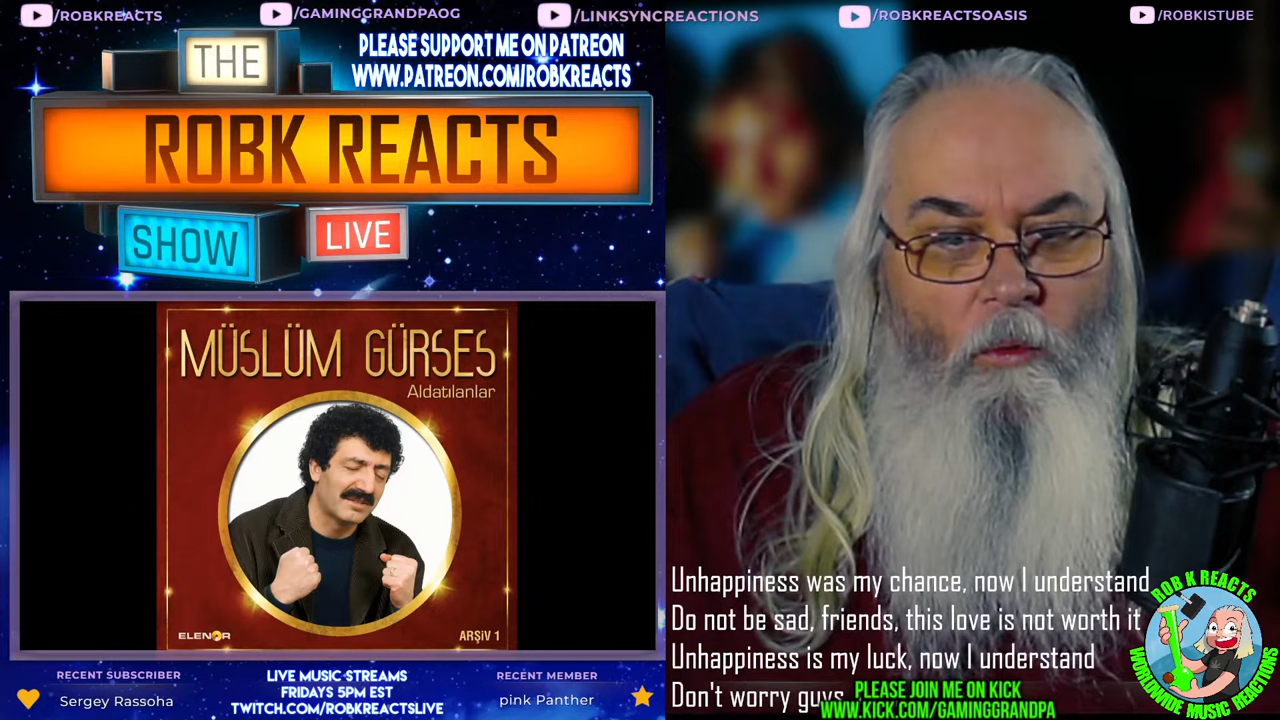 /ROBKREACTS
/GAMINGGRANDPAOG
/LINKSYNCREACTIONS
/ROBKREACTSOASIS
/ROBKISTUBE
PLEASE SUPPORT ME ON PATREON
WWW.PATREON.COM/ROBKREACTS
THE
ROBK REACTS
SHOW
LIVE
MÜSLÜM GÜRSES
Aldatılanlar
ELENOR
ARŞİV 1
Unhappiness was my chance, now I understand
Do not be sad, friends, this love is not worth it
Unhappiness is my luck, now I understand
Don't worry guys
PLEASE JOIN ME ON KICK
WWW.KICK.COM/GAMINGGRANDPA
ROB K REACTS
WORLDWIDE MUSIC REACTIONS
RECENT SUBSCRIBER
Sergey Rassoha
LIVE MUSIC STREAMS
FRIDAYS 5PM EST
TWITCH.COM/ROBKREACTSLIVE
RECENT MEMBER
pink Panther